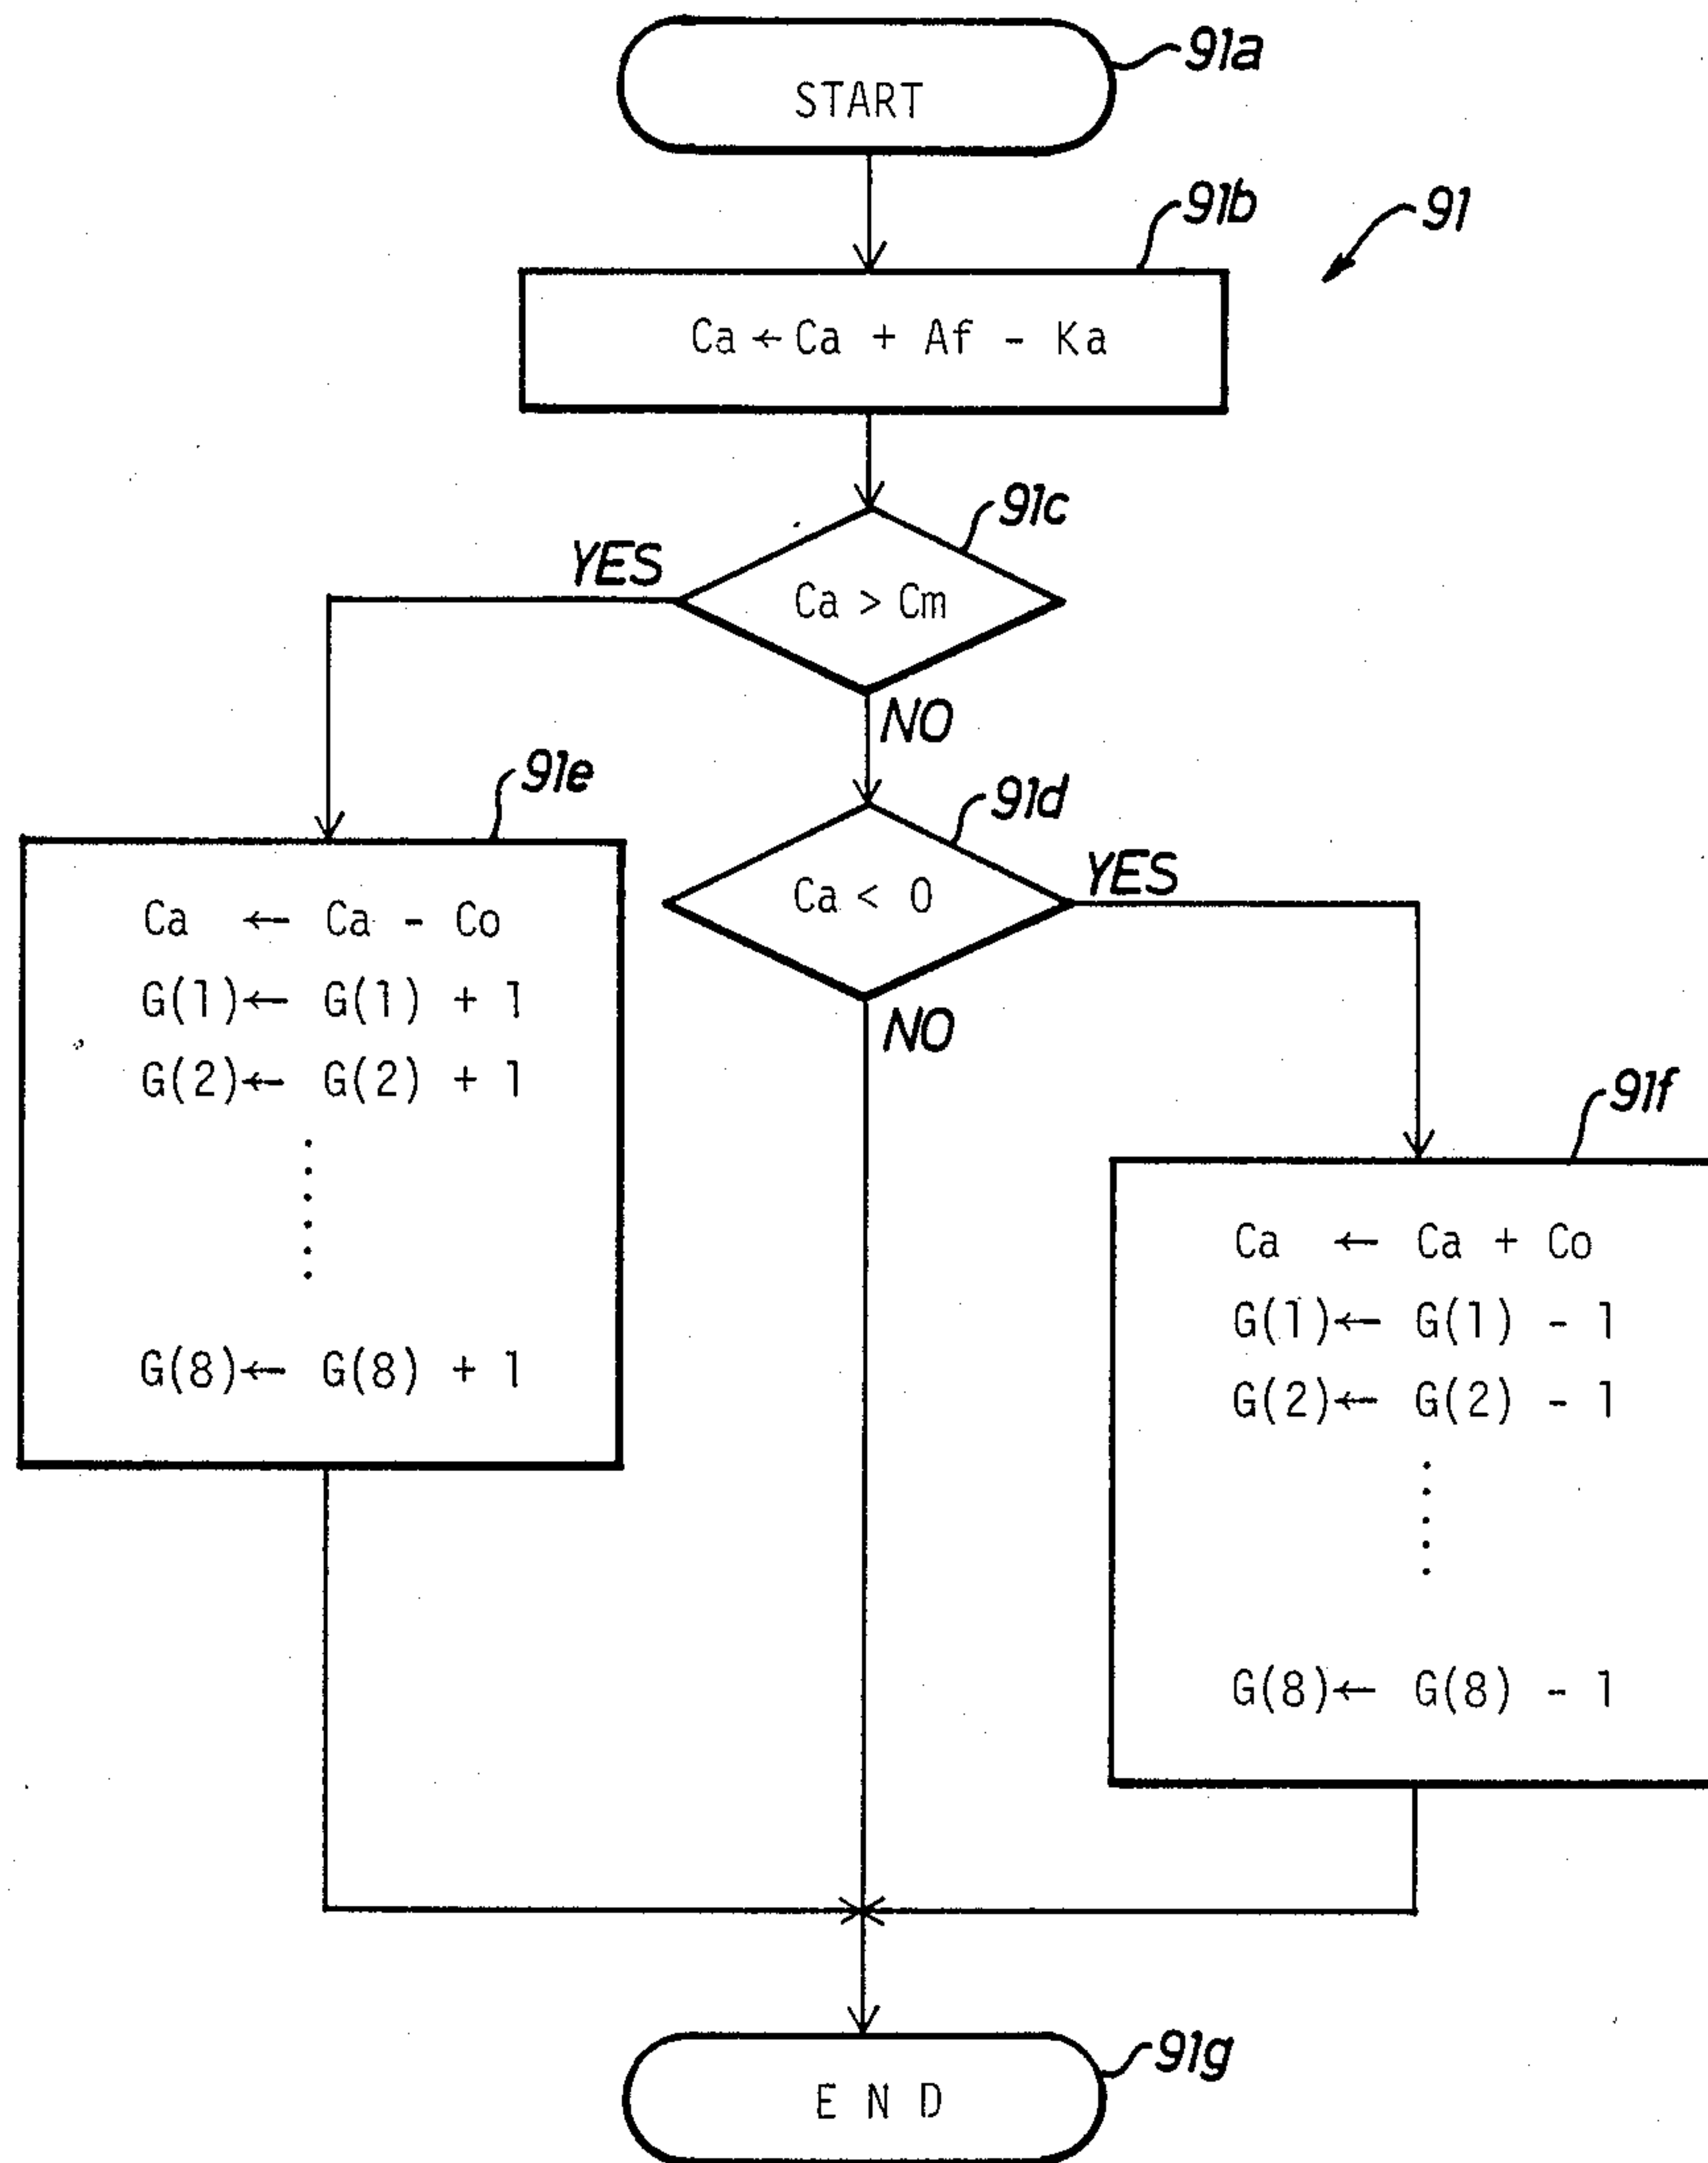 91a
START
91b
91
Ca ← Ca + Af - Ka
91c
YES
Ca > Cm
NO
91e
91d
YES
Ca < 0
NO
Ca ← Ca - Co
G(1)← G(1) + 1
G(2)← G(2) + 1
G(8)← G(8) + 1
91f
Ca ← Ca + Co
G(1)← G(1) - 1
G(2)← G(2) - 1
G(8)← G(8) - 1
91g
E N D